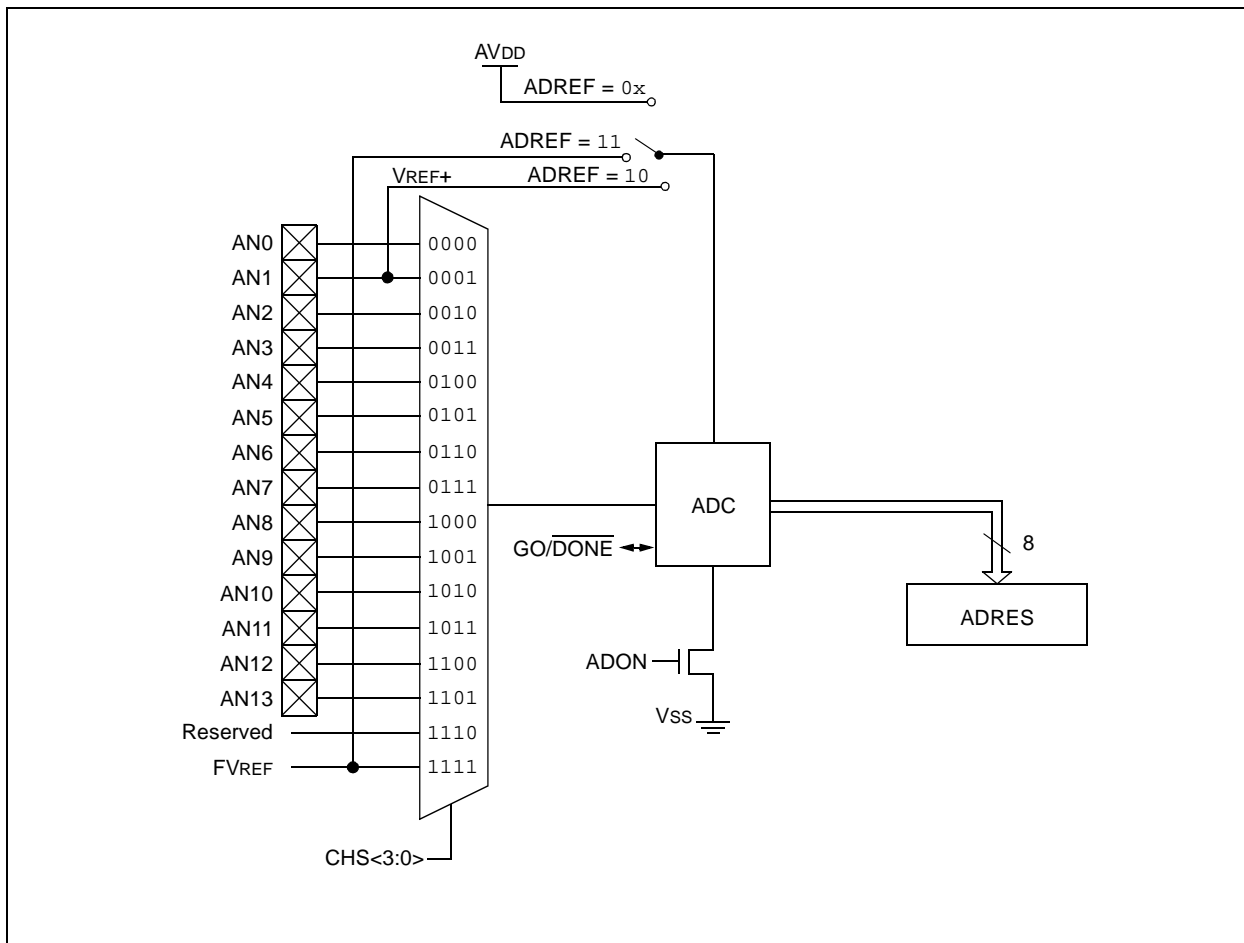 AVDD
ADREF = 0x
ADREF = 11
VREF+
ADREF = 10
AN0
0000
AN1
0001
AN2
0010
AN3
0011
AN4
0100
AN5
0101
AN6
0110
AN7
0111
AN8
1000
AN9
1001
AN10
1010
AN11
1011
AN12
1100
AN13
1101
Reserved
1110
FVREF
1111
CHS<3:0>
ADC
GO/DONE
8
ADRES
ADON
VSS